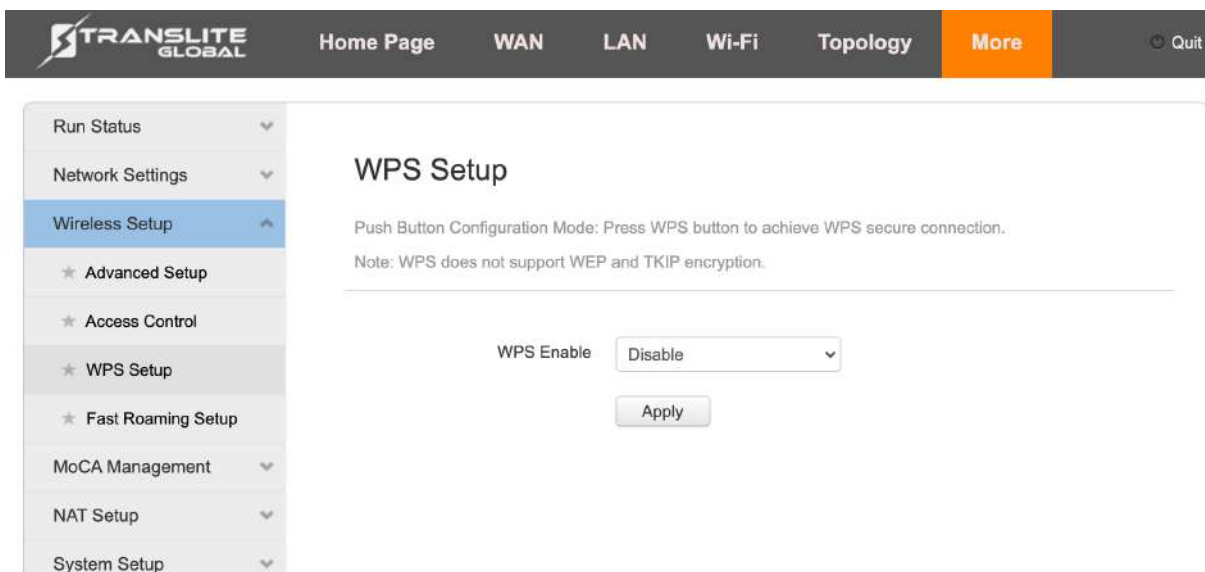 TRANSLITE
GLOBAL
Home Page WAN LAN Wi-Fi Topology More Quit
Run Status
Network Settings
Wireless Setup
Advanced Setup
Access Control
WPS Setup
Fast Roaming Setup
MoCA Management
NAT Setup
System Setup
WPS Setup
Push Button Configuration Mode: Press WPS button to achieve WPS secure connection.
Note: WPS does not support WEP and TKIP encryption.
WPS Enable Disable
Apply